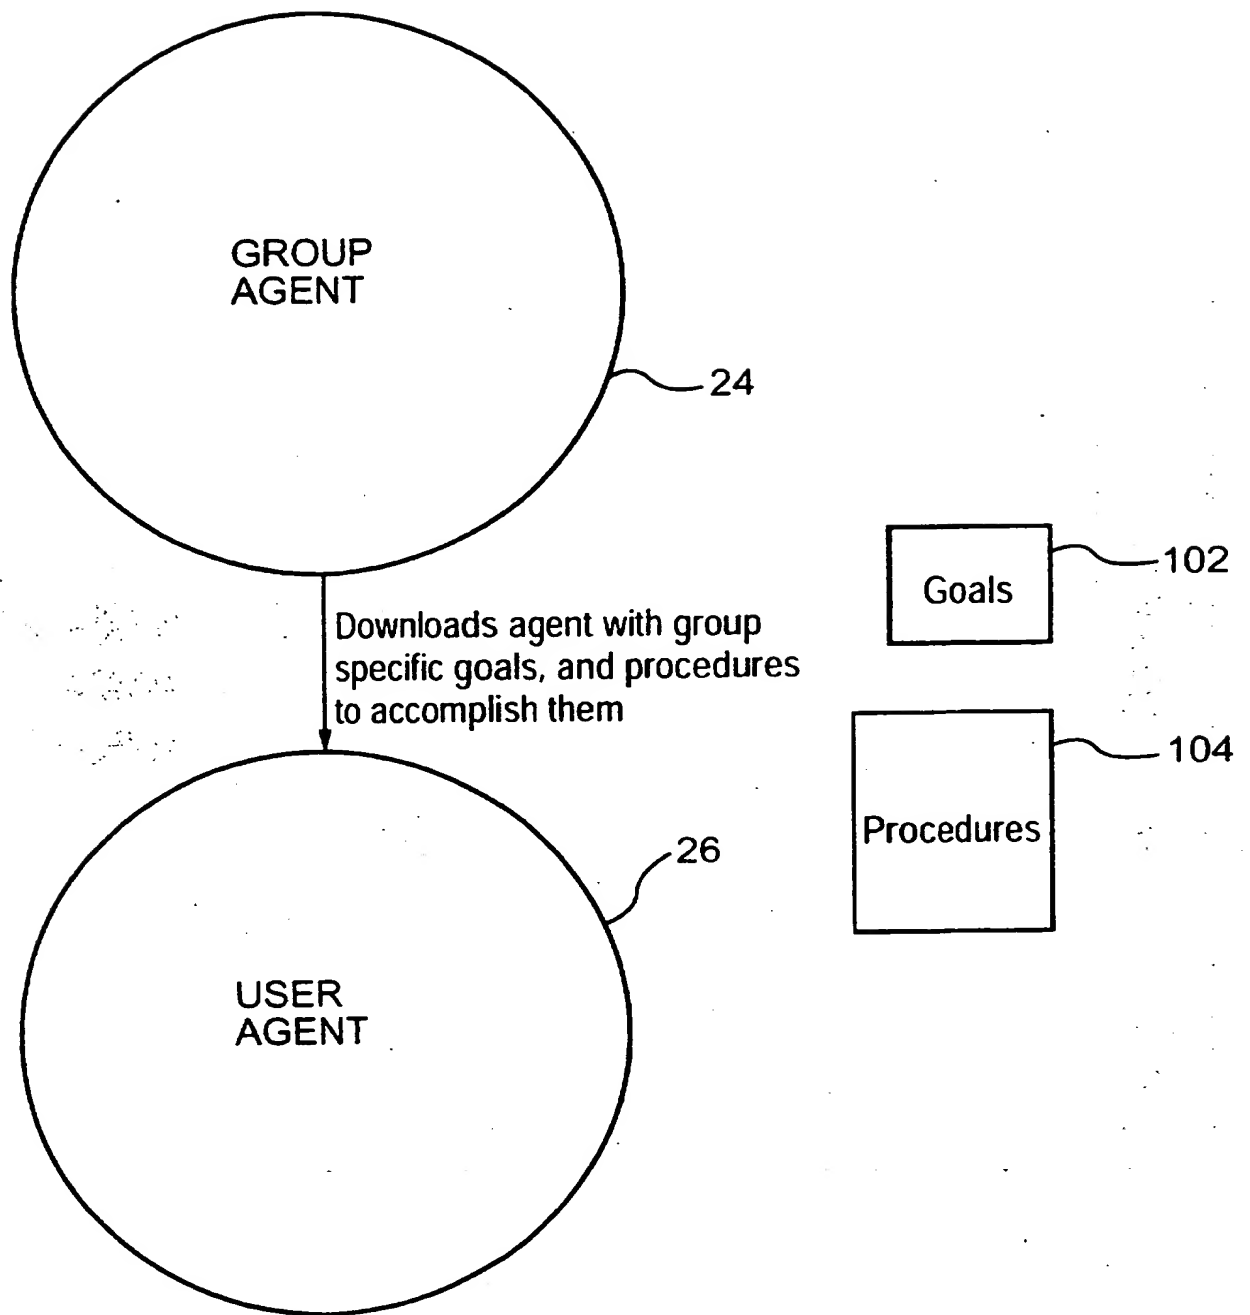 GROUP
AGENT
24
Downloads agent with group
specific goals, and procedures
to accomplish them
Goals
102
Procedures
104
26
USER
AGENT